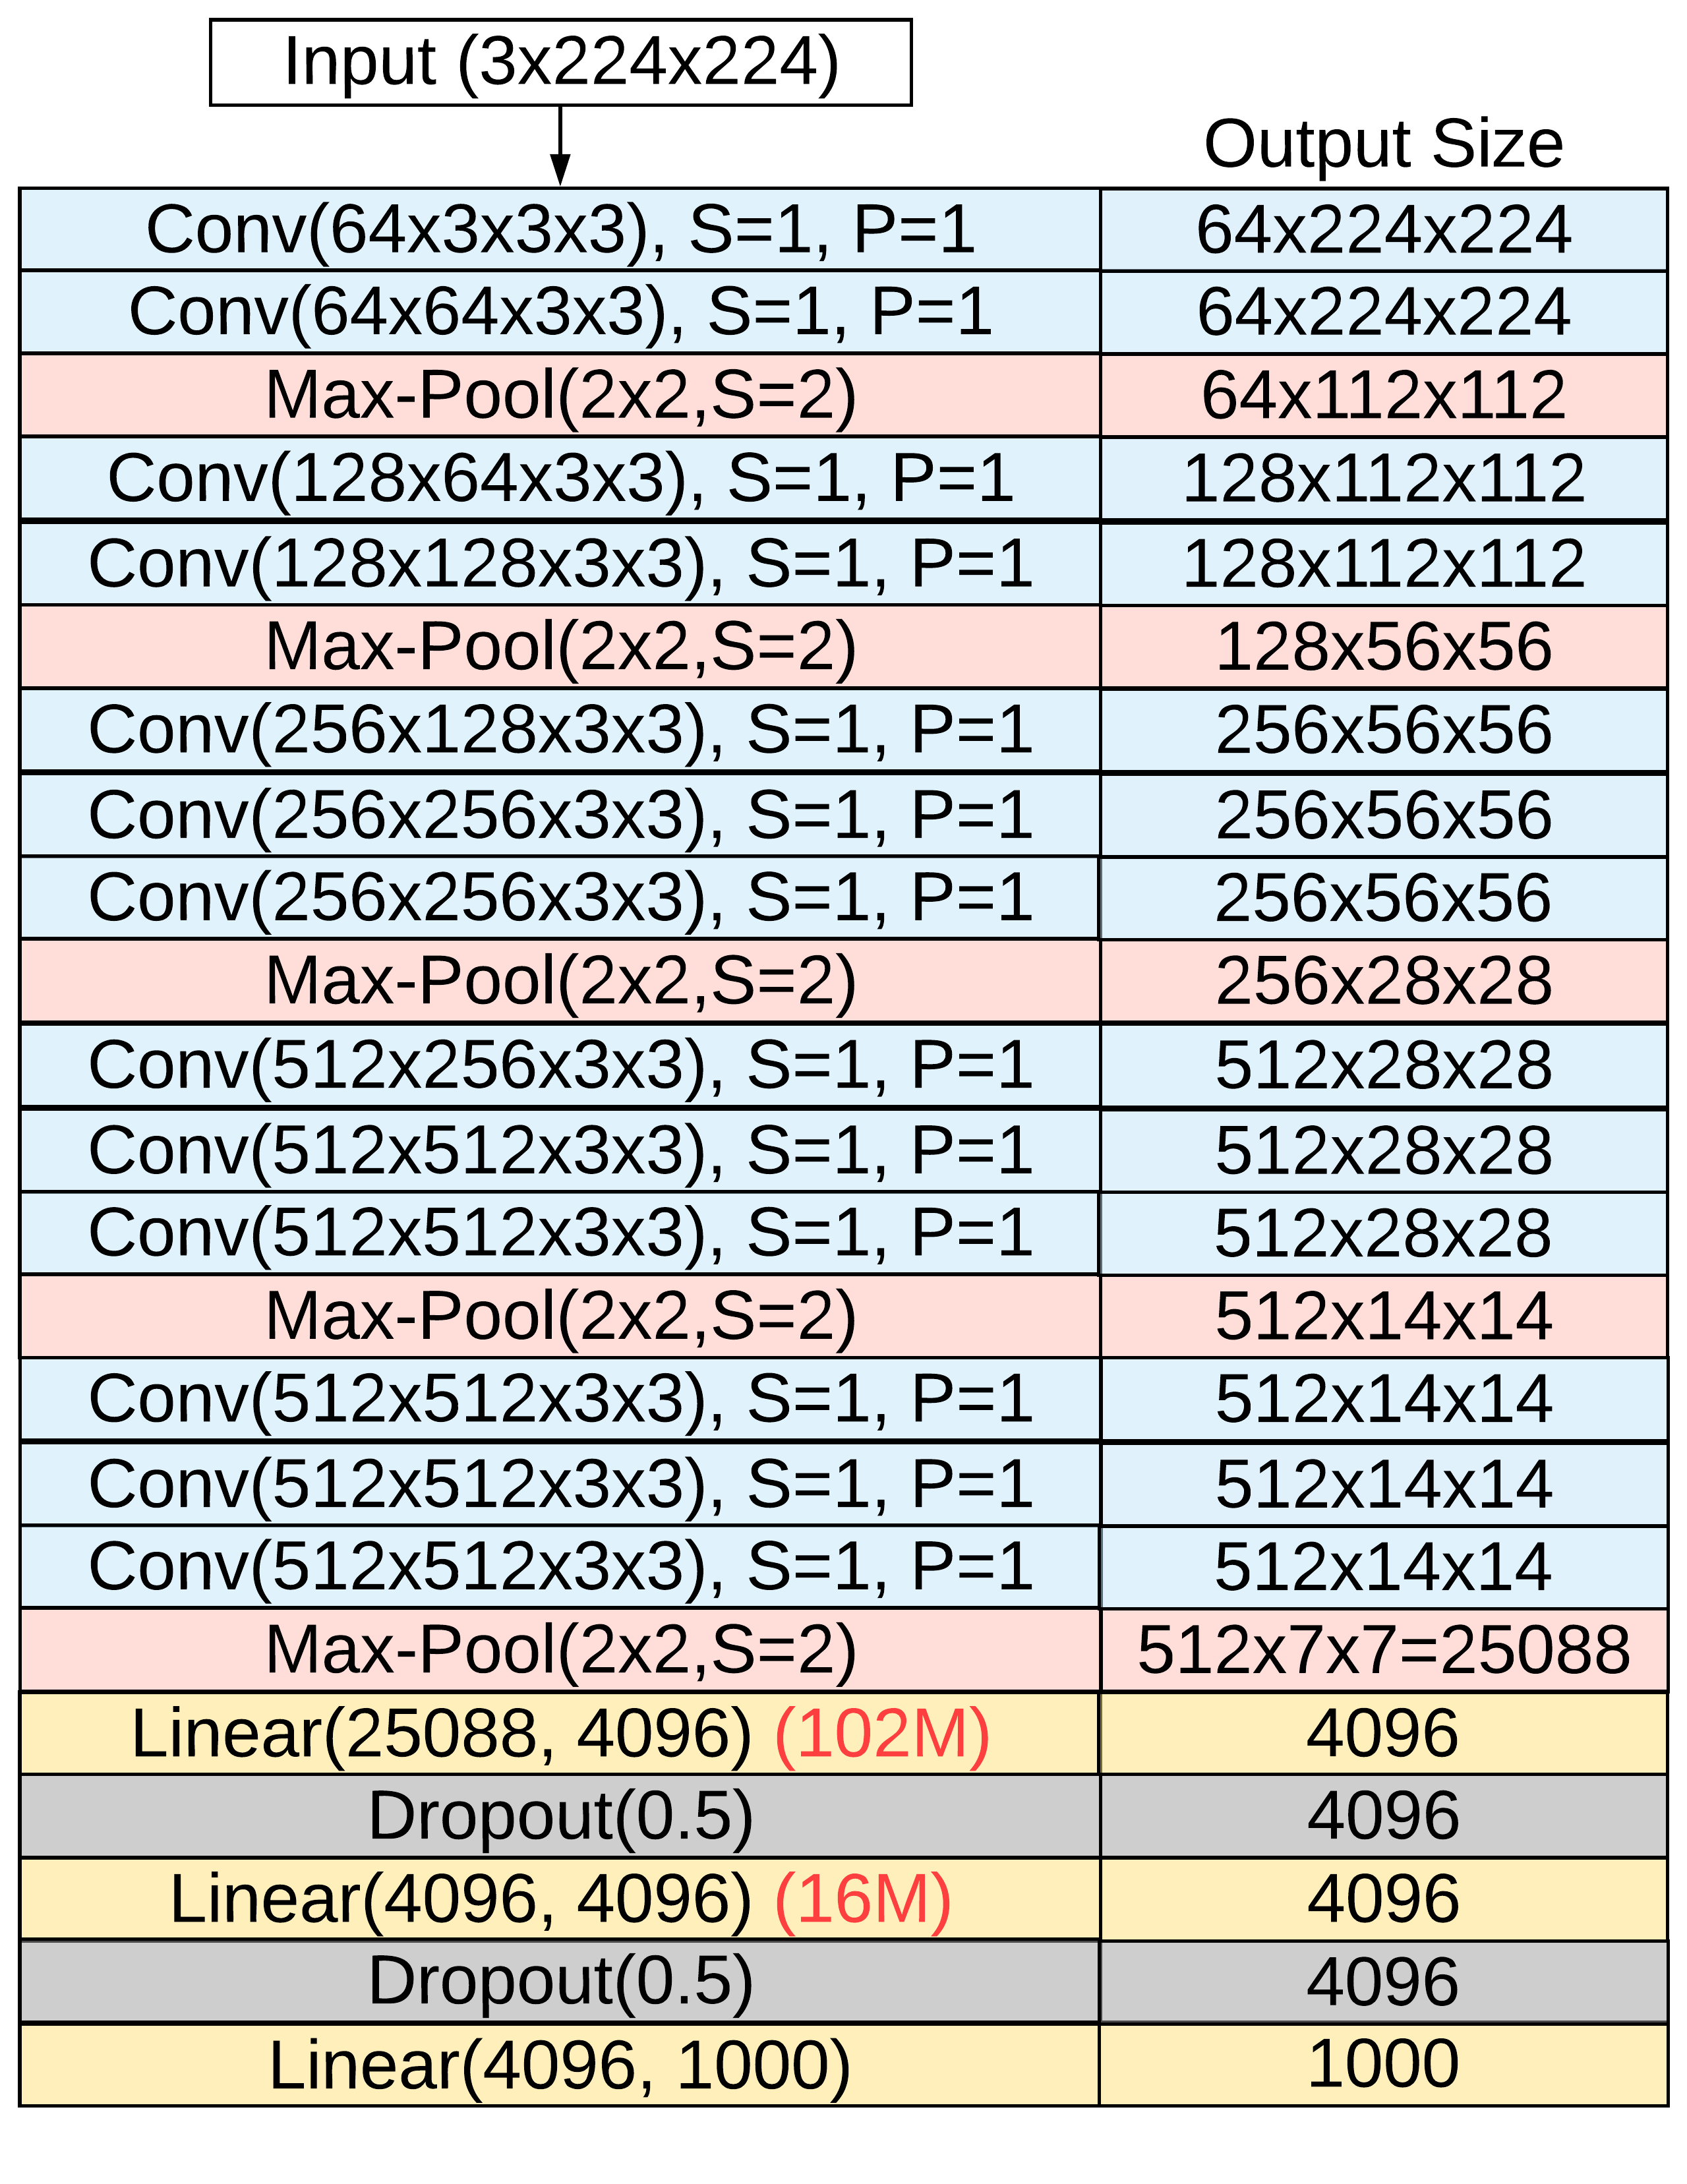 Input (3x224x224)
Output Size
Conv(64x3x3x3), S=1, P=1 64x224x224
Conv(64x64x3x3), S=1, P=1 64x224x224
Max-Pool(2x2,S=2) 64x112x112
Conv(128x64x3x3), S=1, P=1 128x112x112
Conv(128x128x3x3), S=1, P=1 128x112x112
Max-Pool(2x2,S=2) 128x56x56
Conv(256x128x3x3), S=1, P=1 256x56x56
Conv(256x256x3x3), S=1, P=1 256x56x56
Conv(256x256x3x3), S=1, P=1 256x56x56
Max-Pool(2x2,S=2) 256x28x28
Conv(512x256x3x3), S=1, P=1 512x28x28
Conv(512x512x3x3), S=1, P=1 512x28x28
Conv(512x512x3x3), S=1, P=1 512x28x28
Max-Pool(2x2,S=2) 512x14x14
Conv(512x512x3x3), S=1, P=1 512x14x14
Conv(512x512x3x3), S=1, P=1 512x14x14
Conv(512x512x3x3), S=1, P=1 512x14x14
Max-Pool(2x2,S=2) 512x7x7=25088
Linear(25088, 4096) (102M) 4096
Dropout(0.5) 4096
Linear(4096, 4096) (16M) 4096
Dropout(0.5) 4096
Linear(4096, 1000) 1000